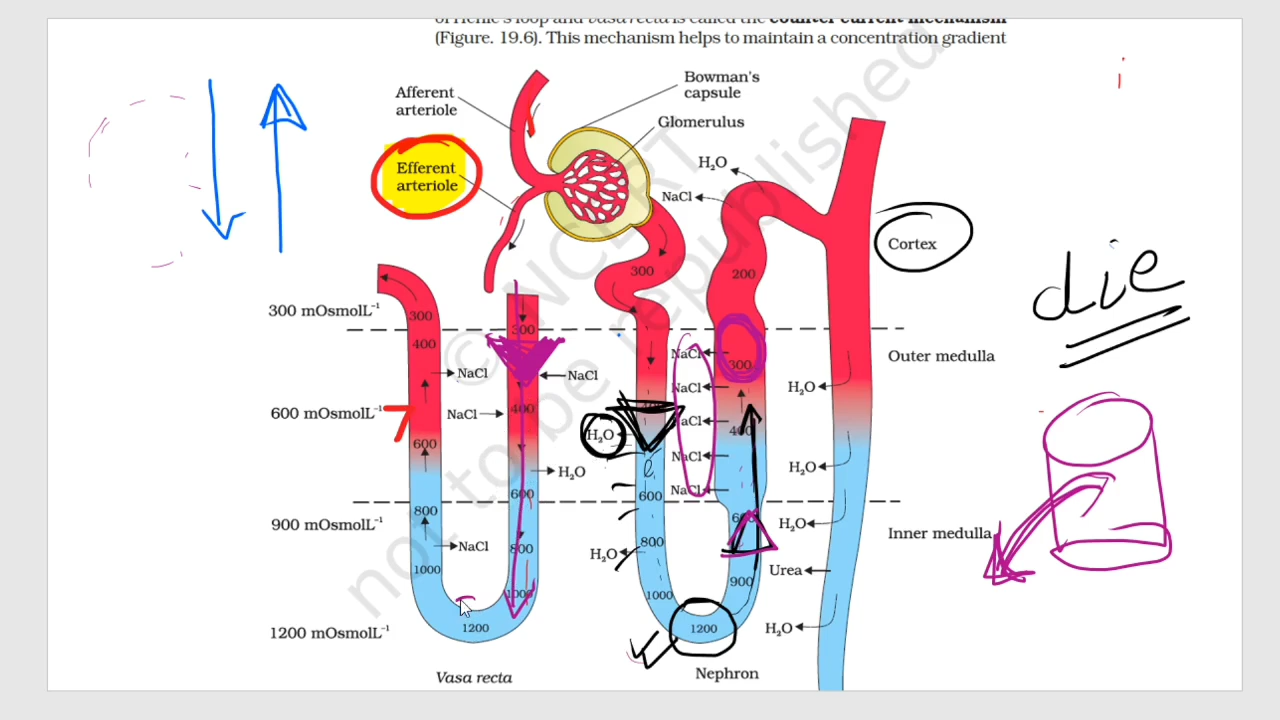 of Henle's loop and vasa recta is called the counter current mechanism
(Figure. 19.6). This mechanism helps to maintain a concentration gradient
Afferent
arteriole
Bowman's
capsule
Glomerulus
Efferent
arteriole
H₂O
NaCl
Cortex
die
300
200
300 mOsmolL⁻¹
300
300
400
NaCl
NaCl
NaCl
300
Outer medulla
NaCl
H₂O
600 mOsmolL⁻¹
NaCl
400
NaCl
400
600
H₂O
NaCl
H₂O
H₂O
600
600
NaCl
600
900 mOsmolL⁻¹
800
H₂O
Inner medulla
NaCl
800
800
H₂O
1000
1000
1000
900
Urea
1200 mOsmolL⁻¹
1200
1200
H₂O
Vasa recta
Nephron
© NCERT
not to be republished